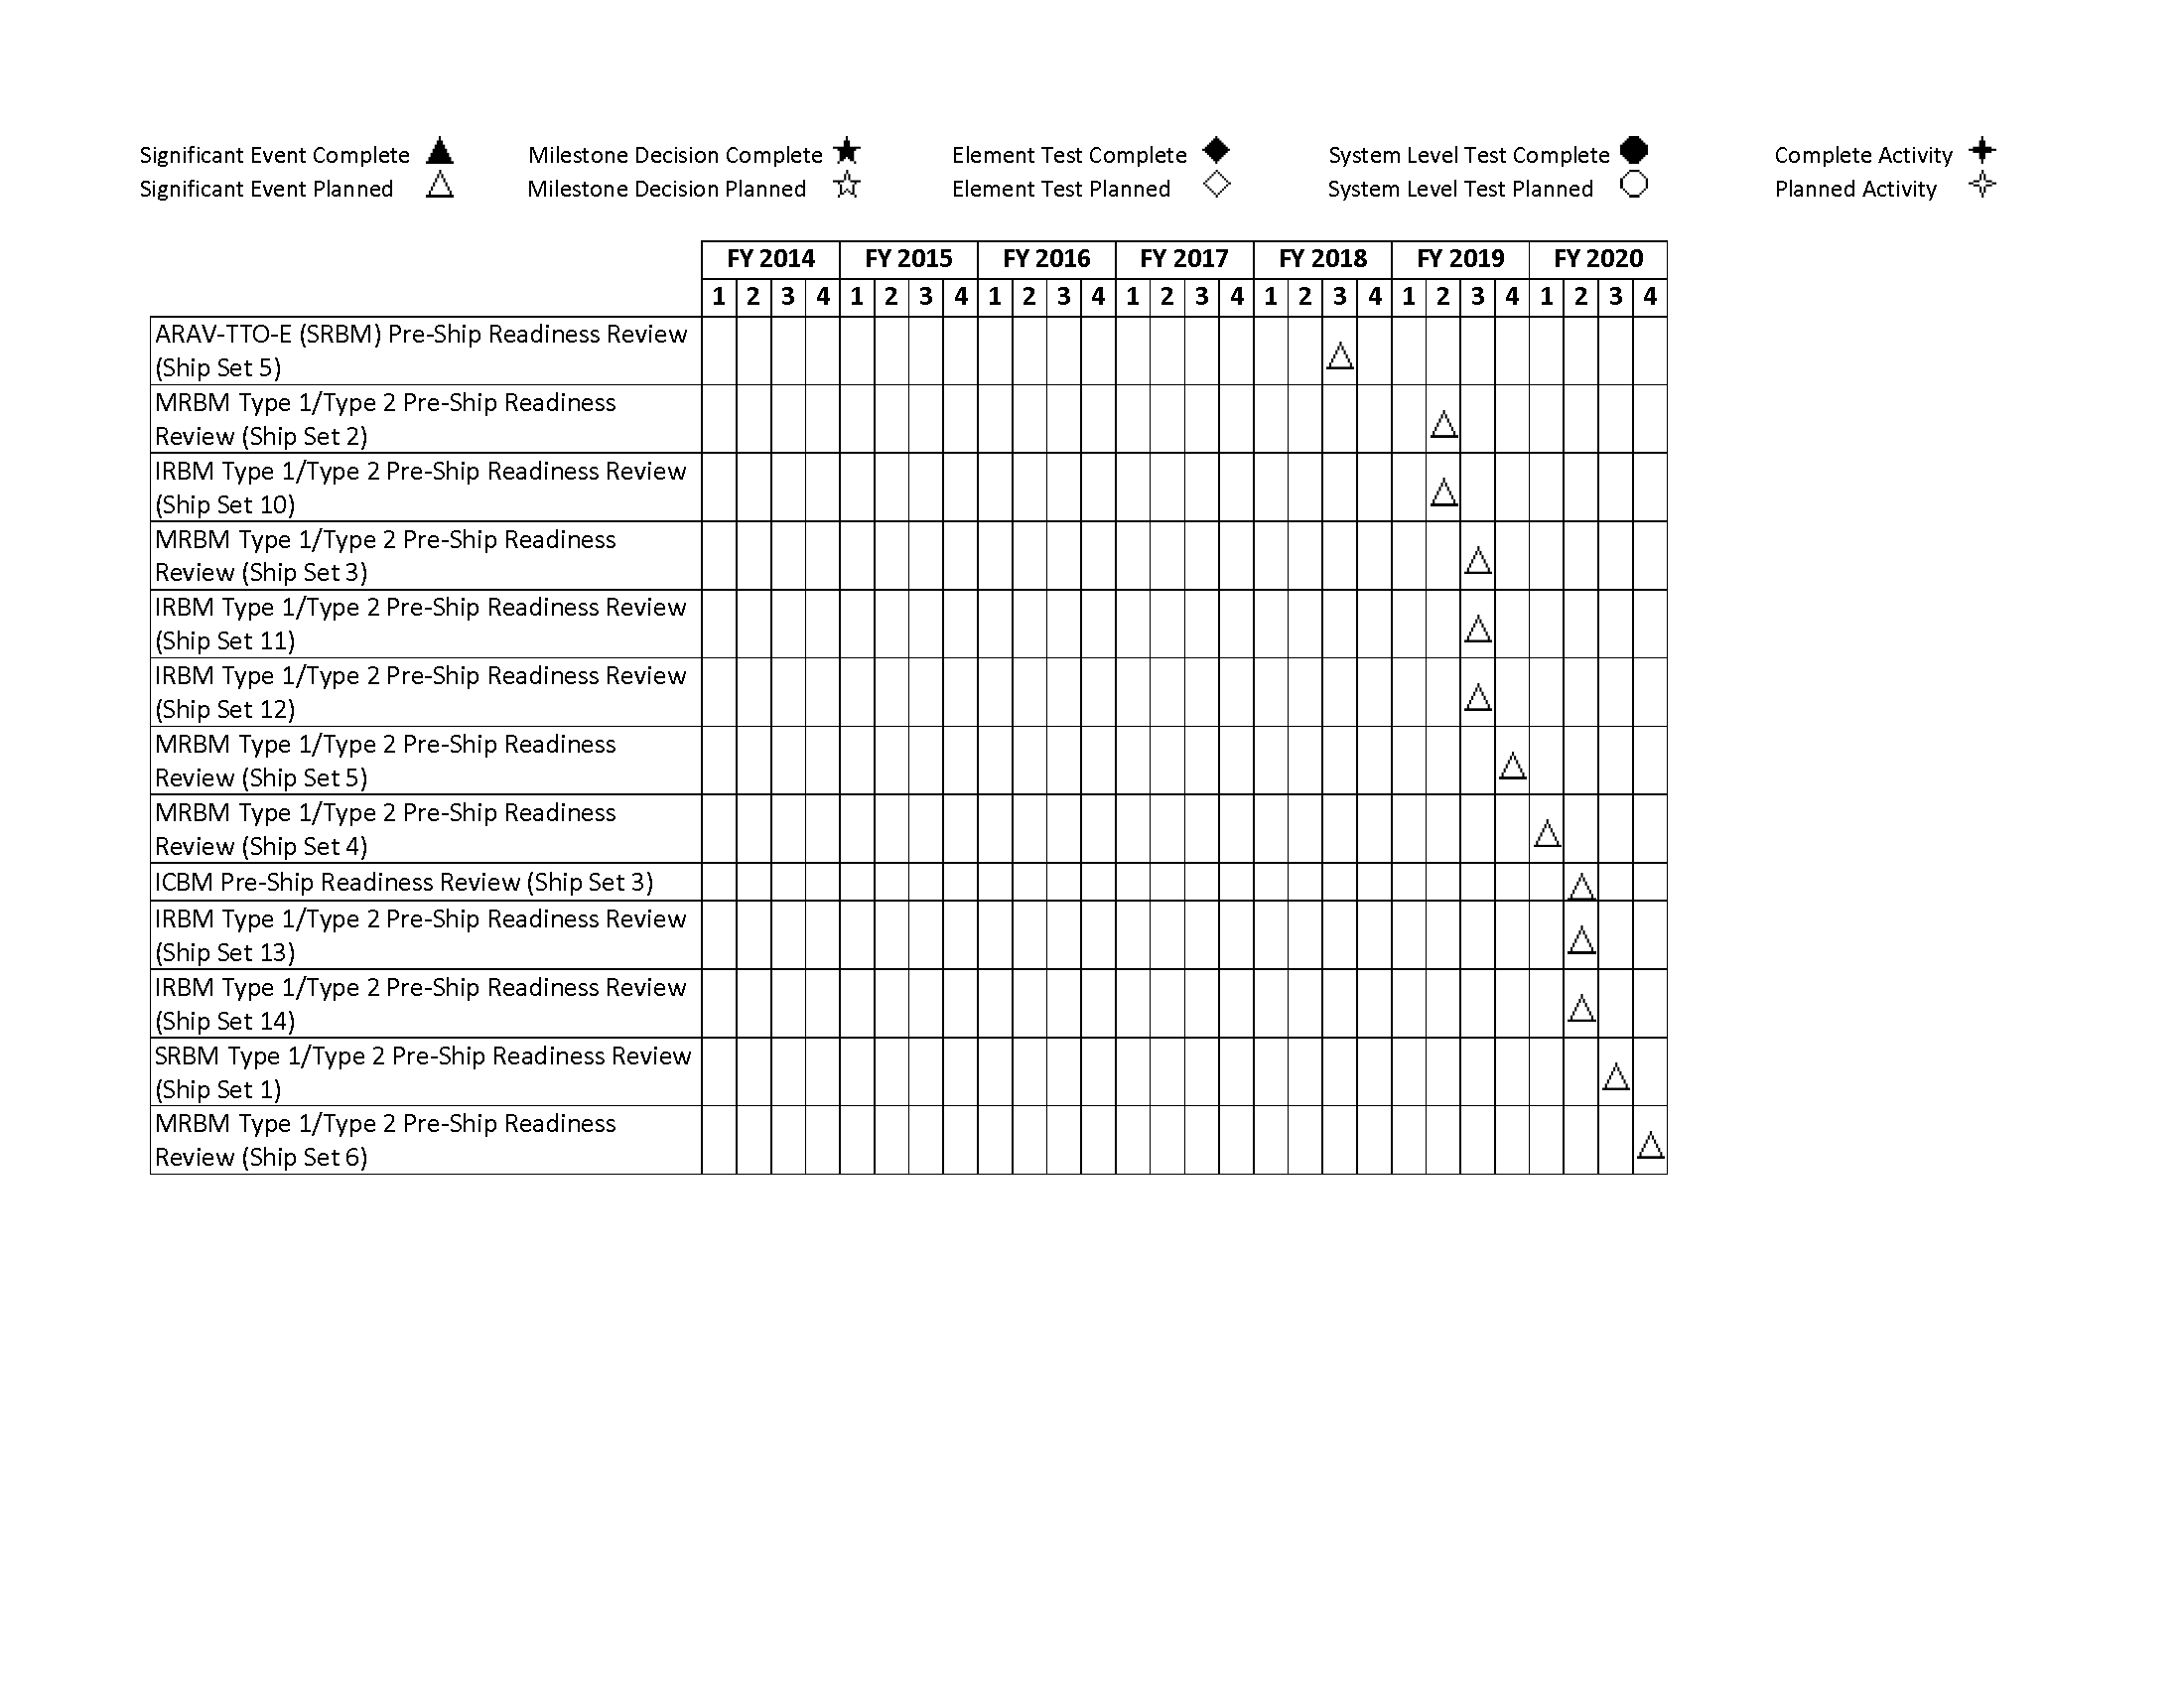 Significant Event Complete
Milestone Decision Complete
Element Test Complete
System Level Test Complete
Complete Activity
Significant Event Planned
Milestone Decision Planned
Element Test Planned
System Level Test Planned
Planned Activity
FY 2014 FY 2015 FY 2016 FY 2017 FY 2018 FY 2019 FY 2020
1 2 3 4 1 2 3 4 1 2 3 4 1 2 3 4 1 2 3 4 1 2 3 4 1 2 3 4
ARAV-TTO-E (SRBM) Pre-Ship Readiness Review
(Ship Set 5)
MRBM Type 1/Type 2 Pre-Ship Readiness
Review (Ship Set 2)
IRBM Type 1/Type 2 Pre-Ship Readiness Review
(Ship Set 10)
MRBM Type 1/Type 2 Pre-Ship Readiness
Review (Ship Set 3)
IRBM Type 1/Type 2 Pre-Ship Readiness Review
(Ship Set 11)
IRBM Type 1/Type 2 Pre-Ship Readiness Review
(Ship Set 12)
MRBM Type 1/Type 2 Pre-Ship Readiness
Review (Ship Set 5)
MRBM Type 1/Type 2 Pre-Ship Readiness
Review (Ship Set 4)
ICBM Pre-Ship Readiness Review (Ship Set 3)
IRBM Type 1/Type 2 Pre-Ship Readiness Review
(Ship Set 13)
IRBM Type 1/Type 2 Pre-Ship Readiness Review
(Ship Set 14)
SRBM Type 1/Type 2 Pre-Ship Readiness Review
(Ship Set 1)
MRBM Type 1/Type 2 Pre-Ship Readiness
Review (Ship Set 6)